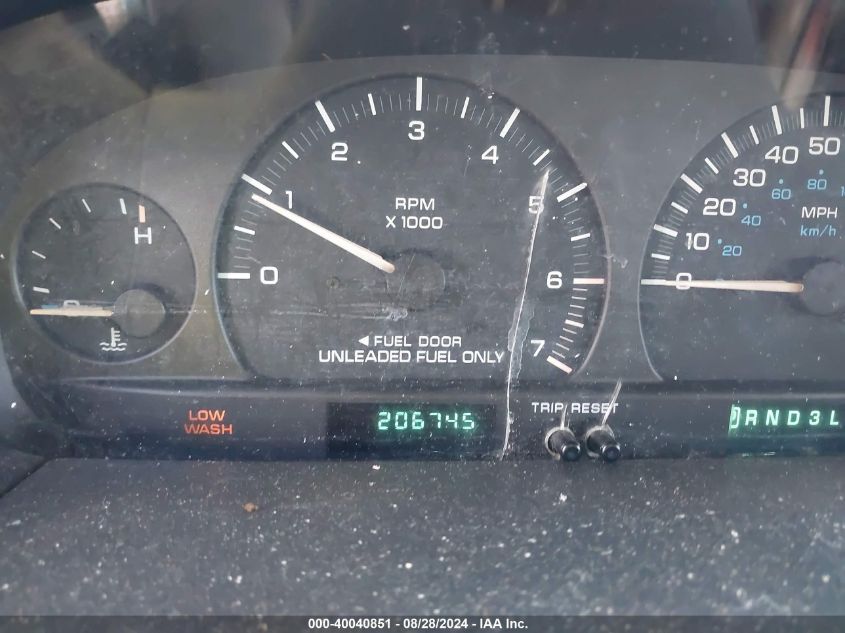 H
0 1 2 3 4 5 6 7
RPM
X 1000
◄ FUEL DOOR
UNLEADED FUEL ONLY
0 10 20 30 40 50
20 40 60 80
MPH
km/h
LOW
WASH
206745
TRIP RESET
PRND3L
000-40040851 / 08/28/2024 - IAA Inc.